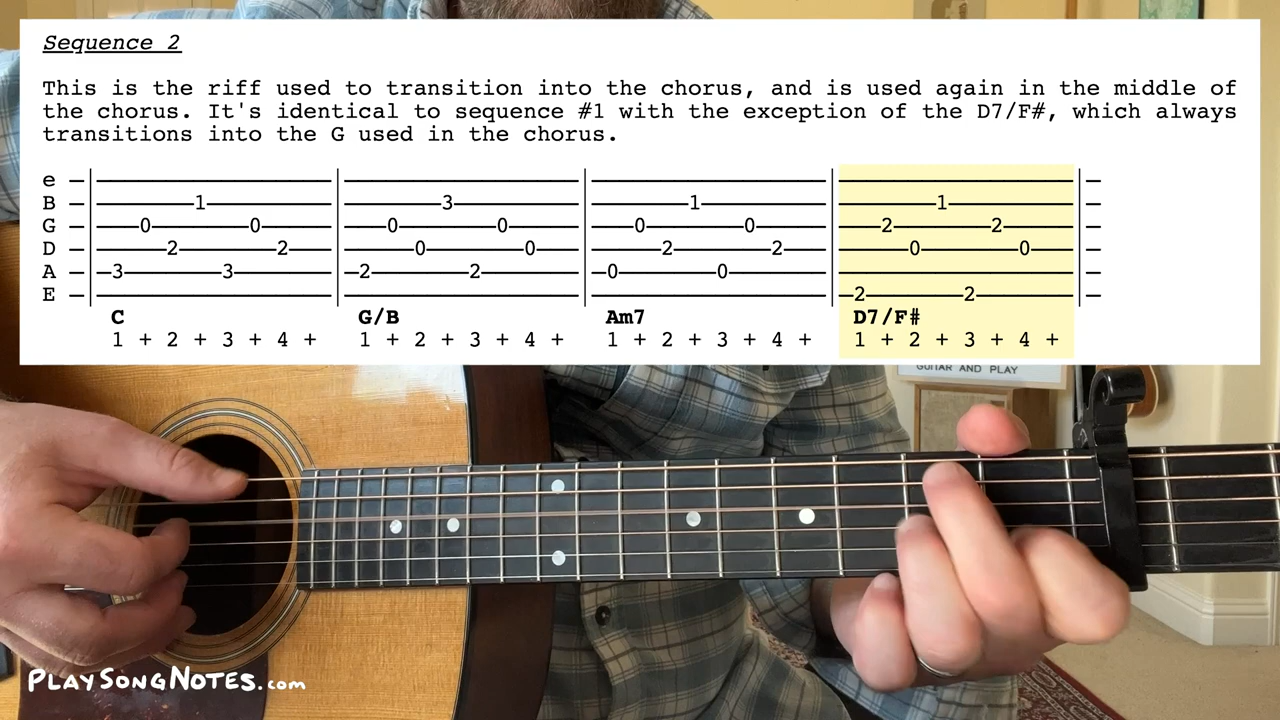 Sequence 2
This is the riff used to transition into the chorus, and is used again in the middle of
the chorus. It's identical to sequence #1 with the exception of the D7/F#, which always
transitions into the G used in the chorus.
e —|————————————————|————————————————|————————————————|————————————————|—
B —|——————1—————————|——————3—————————|——————1—————————|——————1—————————|—
G —|——0———————0—————|——0———————0—————|——0———————0—————|——2———————2—————|—
D —|————2———————2———|————0———————0———|————2———————2———|————0———————0———|—
A —|3———————3———————|2———————2———————|0———————0———————|————————————————|—
E —|————————————————|————————————————|————————————————|2———————2———————|—
C G/B Am7 D7/F#
1 + 2 + 3 + 4 + 1 + 2 + 3 + 4 + 1 + 2 + 3 + 4 + 1 + 2 + 3 + 4 +
GUITAR AND PLAY
PLAYSONGNOTES.COM